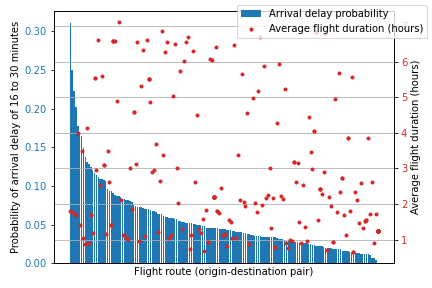 Arrival delay probability
Average flight duration (hours)
Probability of arrival delay of 16 to 30 minutes
0.30
0.25
0.20
0.15
0.10
0.05
0.00
7
6
5
4
3
2
1
Average flight duration (hours)
Flight route (origin-destination pair)